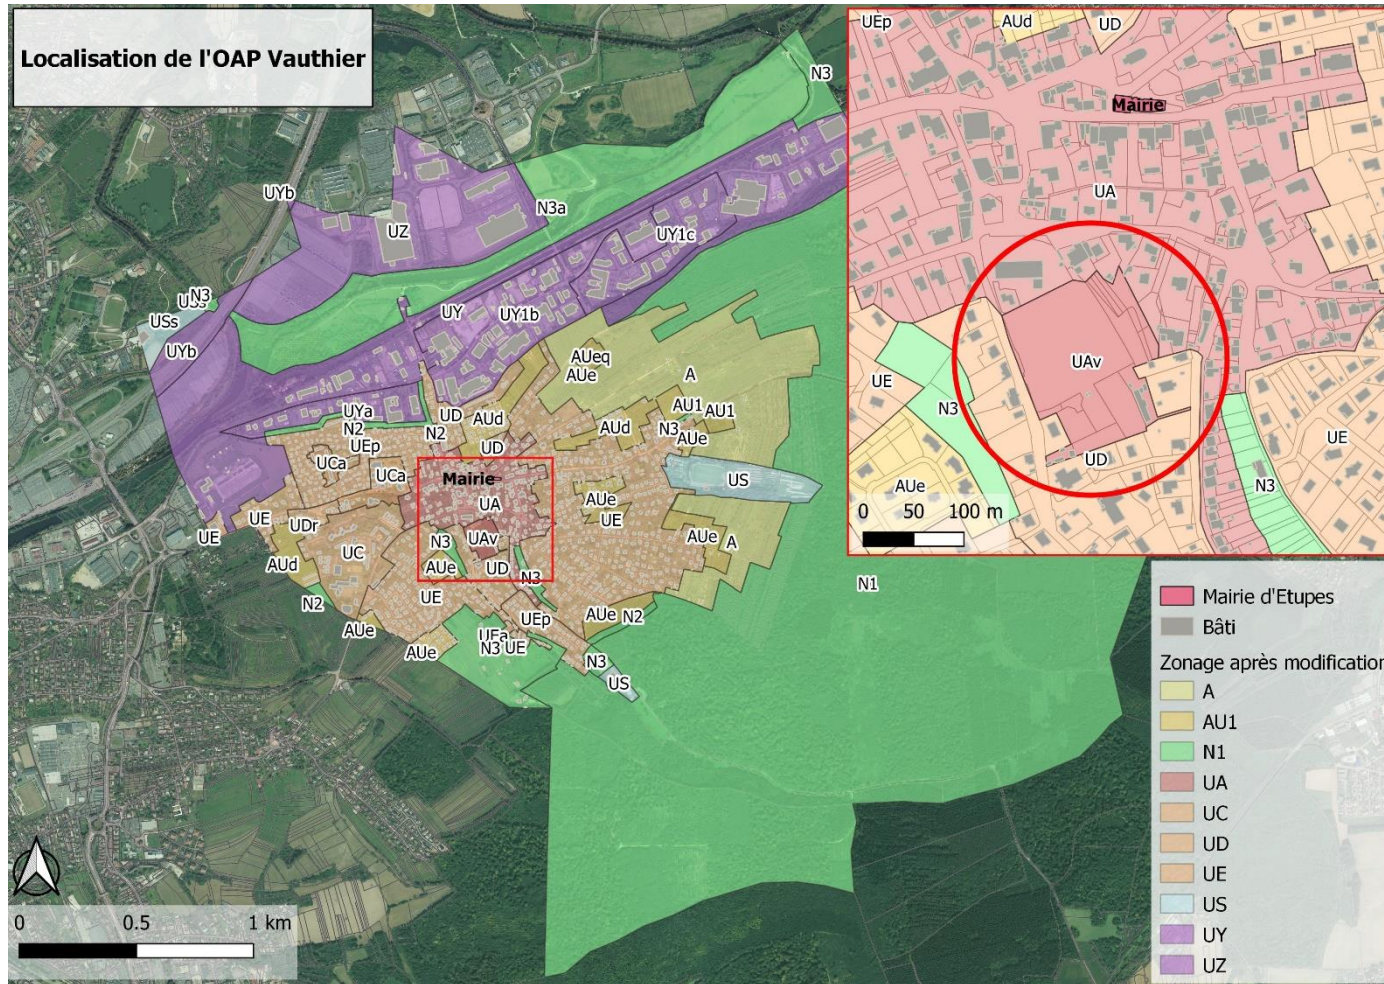 Localisation de l'OAP Vauthier
N3
UYb
UZ
N3a
UY1c
N3
USs
UYb
UY
UY1b
AUeq
AUe
A
UYa
N2
UEp
UD
AUd
N2
UD
AUd
AU1
AU1
N3
AUe
UCa
UCa
Mairie
UA
US
AUe
UE
UE
UE
UDr
UC
N3
UAv
AUe
A
AUd
AUe
UD
N3
UE
N2
N1
UEp
AUe
N2
AUe
AUe
UEa
N3
UE
N3
US
0
0.5
1 km
UEp
AUd
UD
Mairie
UA
UAv
UE
N3
UD
UE
AUe
N3
0
50
100 m
Mairie d'Etupes
Bâti
Zonage après modification
A
AU1
N1
UA
UC
UD
UE
US
UY
UZ